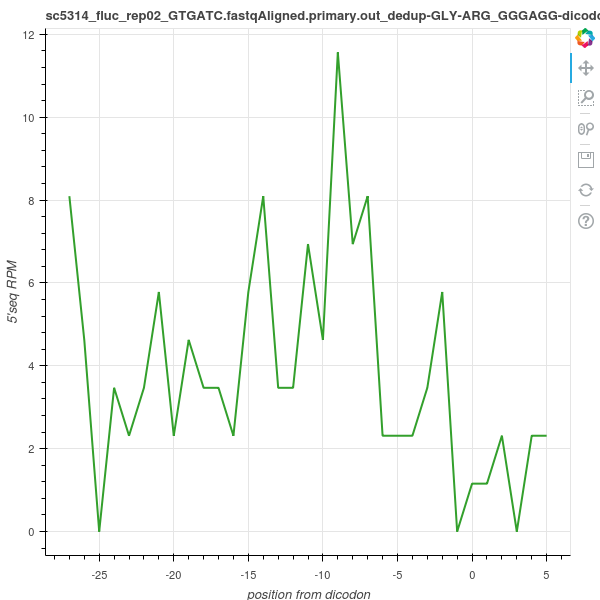 sc5314_fluc_rep02_GTGATC.fastqAligned.primary.out_dedup-GLY-ARG_GGGAGG-dicodo
12
10
8
6
4
2
0
5'seq RPM
-25 -20 -15 -10 -5 0 5
position from dicodon